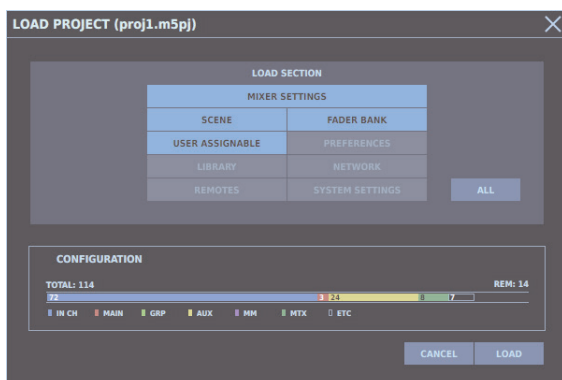 LOAD PROJECT (proj1.m5pj)
LOAD SECTION
MIXER SETTINGS
SCENE FADER BANK
USER ASSIGNABLE PREFERENCES
LIBRARY NETWORK
REMOTES SYSTEM SETTINGS ALL
CONFIGURATION
TOTAL: 114 REM: 14
72 3 24 8 7
IN CH MAIN GRP AUX MM MTX ETC
CANCEL LOAD